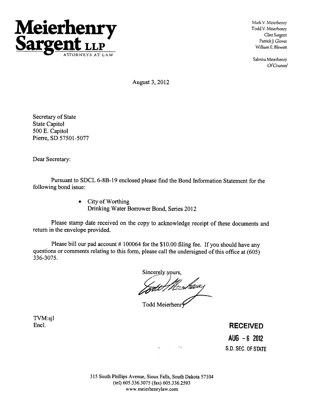 Meierhenry
Sargent LLP
ATTORNEYS AT LAW
Mark V. Meierhenry
Todd V. Meierhenry
Clint Sargent
Patrick J. Glover
William E. Blewett
Sabrina Meierhenry
Of Counsel
August 3, 2012
Secretary of State
State Capitol
500 E. Capitol
Pierre, SD 57501-5077
Dear Secretary:
Pursuant to SDCL 6-8B-19 enclosed please find the Bond Information Statement for the
following bond issue:
• City of Worthing
Drinking Water Borrower Bond, Series 2012
Please stamp date received on the copy to acknowledge receipt of these documents and
return in the envelope provided.
Please bill our pad account # 100064 for the $10.00 filing fee. If you should have any
questions or comments relating to this form, please call the undersigned of this office at (605)
336-3075.
Sincerely yours,
Todd Meierhenry
TVM:sjl
Encl.
RECEIVED
AUG - 6 2012
S.D. SEC. OF STATE
315 South Phillips Avenue, Sioux Falls, South Dakota 57104
(tel) 605.336.3075 (fax) 605.336.2593
www.meierhenrylaw.com